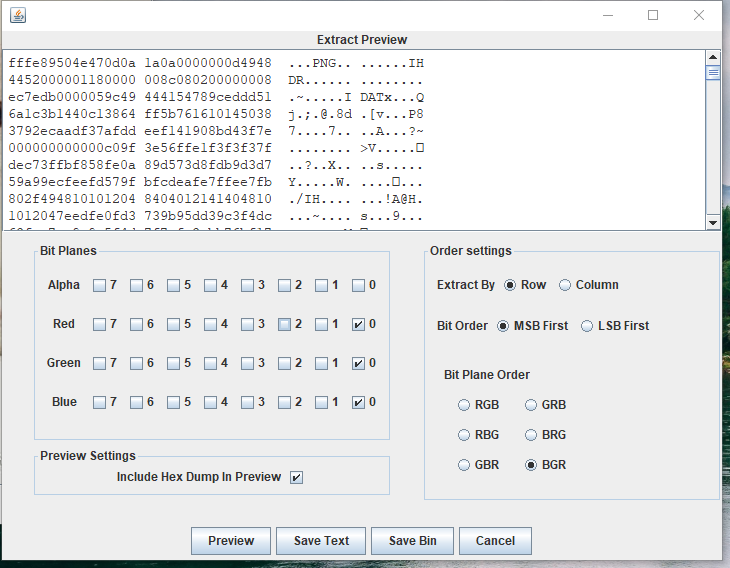 Extract Preview
fffe89504e470d0a 1a0a0000000d4948 ...PNG.. ......IH
4452000001180000 008c080200000008 DR...... ........
ec7edb0000059c49 444154789ceddd51 .~.....I DATx...Q
6a1c3b1440c13864 ff5b761610145038 j.;.@.8d .[v...P8
3792ecaadf37afdd eef141908bd43f7e 7....7.. ..A...?~
000000000000c09f 3e56ffe1f3f3f37f ........ >V.....
dec73ffbf858fe0a 89d573d8fdb9d3d7 ..?..X.. ..s.....
59a99ecfeefd579f bfcdeafe7ffee7fb Y.....W. ........
802f494810101204 8404012141404810 ./IH.... ...!A@H.
1012047eedfe0fd3 739b95dd39c3f4dc ...~.... s...9...
Bit Planes
Alpha 7 6 5 4 3 2 1 0
Red 7 6 5 4 3 2 1 0
Green 7 6 5 4 3 2 1 0
Blue 7 6 5 4 3 2 1 0
Preview Settings
Include Hex Dump In Preview
Order settings
Extract By Row Column
Bit Order MSB First LSB First
Bit Plane Order
RGB GRB
RBG BRG
GBR BGR
Preview Save Text Save Bin Cancel